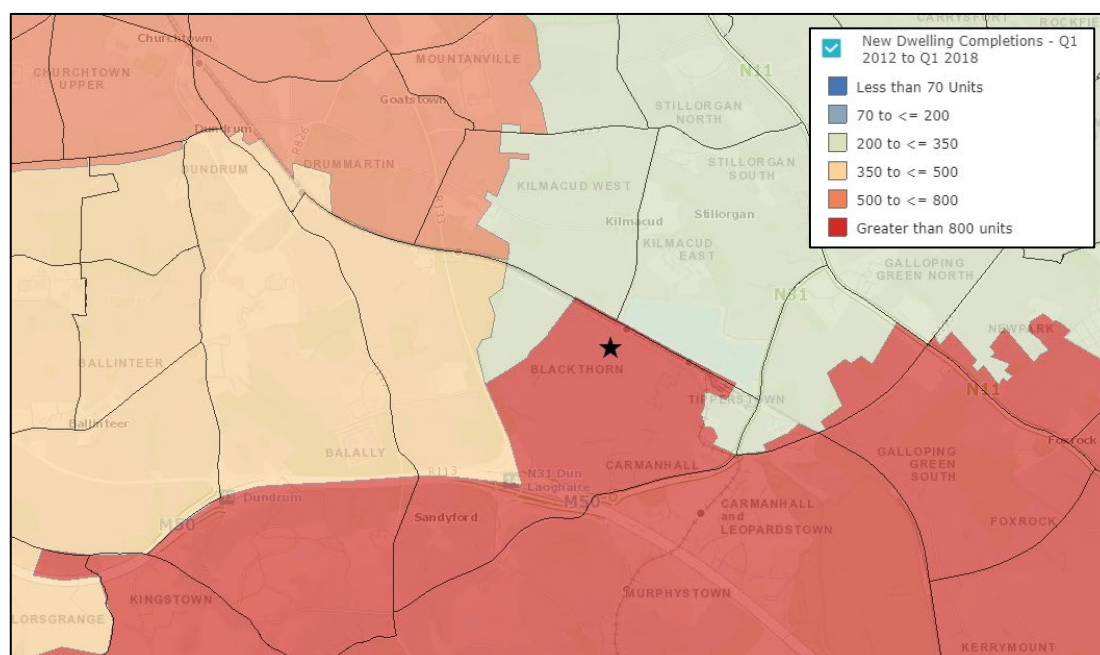 Churchtown
CHURCHTOWN
UPPER
MOUNTANVILLE
Goatstown
Dundrum
R826
DUNDRUM
DRUMMARTIN
R133
CARRYSFORT
N11
STILLORGAN
NORTH
STILLORGAN
SOUTH
KILMACUD WEST
Kilmacud
Stillorgan
KILMACUD
EAST
New Dwelling Completions - Q1
2012 to Q1 2018
Less than 70 Units
70 to <= 200
200 to <= 350
350 to <= 500
500 to <= 800
Greater than 800 units
GALLOPING
GREEN NORTH
N31
NEWPARK
BALLINTEER
Ballinteer
BALALLY
R113
BLACKTHORN
TIPPERSTOWN
N11
Foxrock
GALLOPING
GREEN
SOUTH
FOXROCK
CARMANHALL
N31-Dun
Laoghaire
M50
Dundrum
M50
Sandyford
CARMANHALL
and
LEOPARDSTOWN
KINGSTOWN
LORSGRANGE
MURPHYSTOWN
KERRYMOUNT